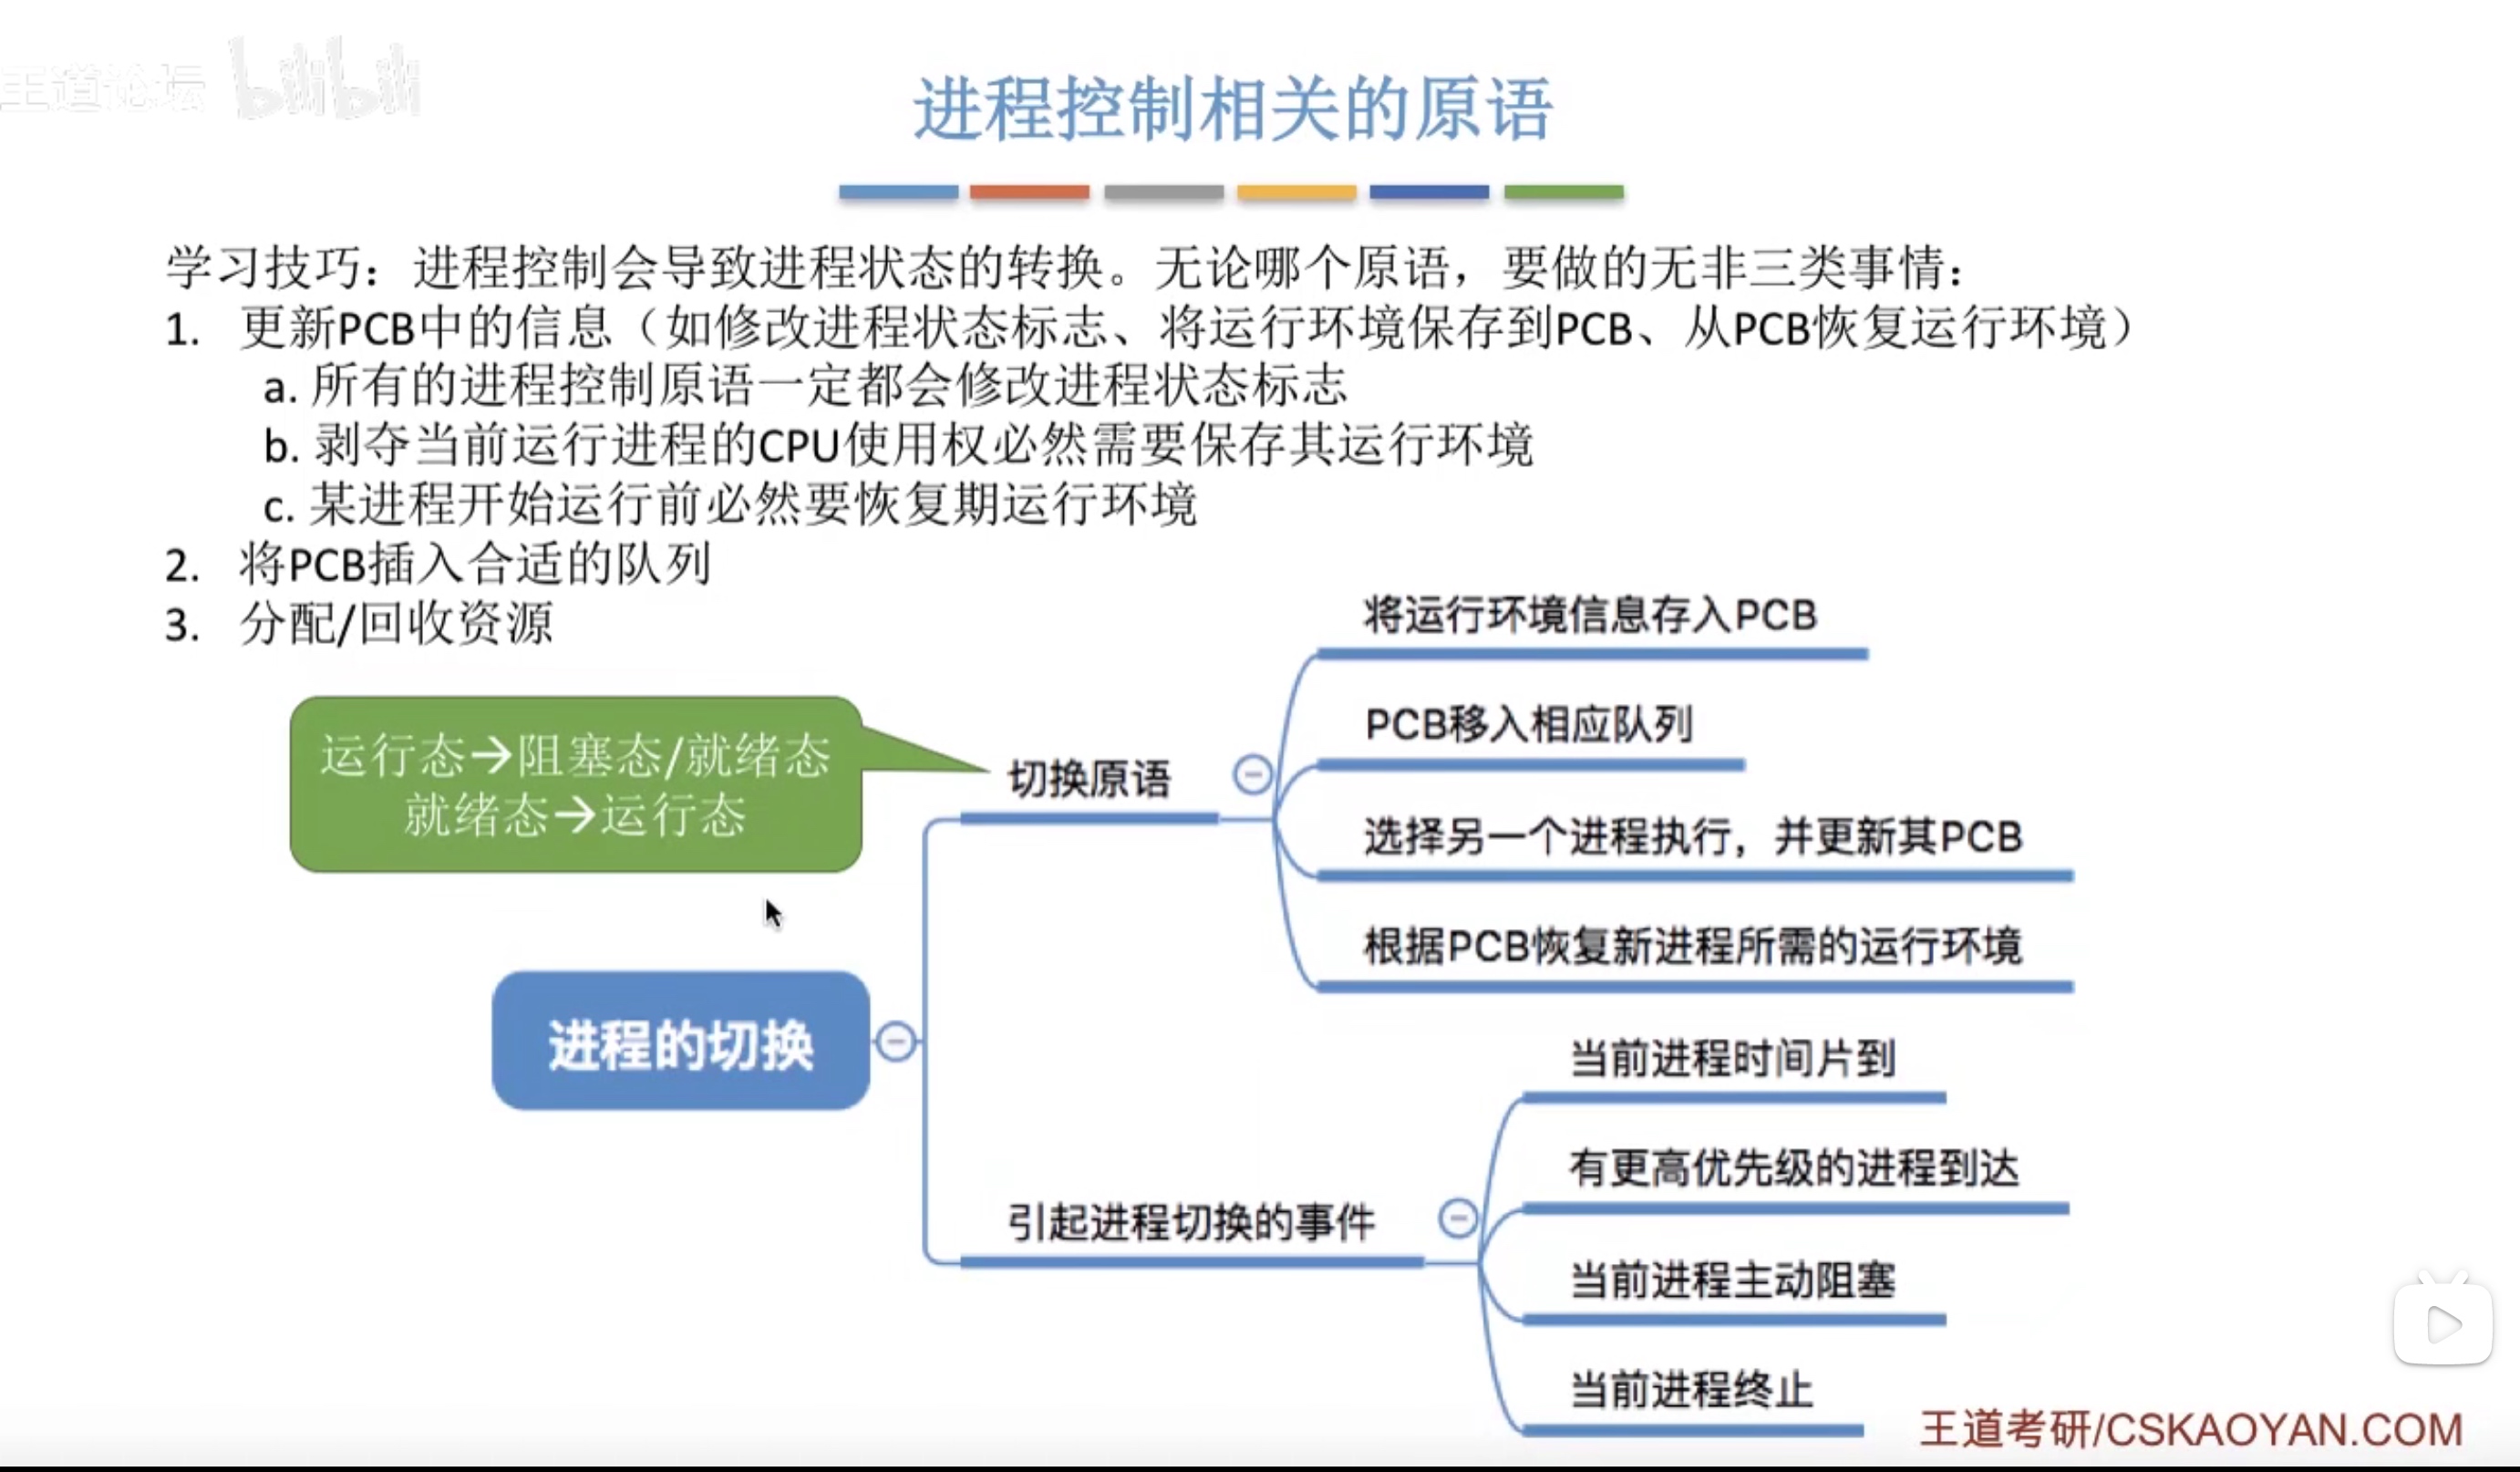 王道论坛 bilibili
进程控制相关的原语
学习技巧：进程控制会导致进程状态的转换。无论哪个原语，要做的无非三类事情：
1. 更新PCB中的信息（如修改进程状态标志、将运行环境保存到PCB、从PCB恢复运行环境）
a. 所有的进程控制原语一定都会修改进程状态标志
b. 剥夺当前运行进程的CPU使用权必然需要保存其运行环境
c. 某进程开始运行前必然要恢复期运行环境
2. 将PCB插入合适的队列
3. 分配/回收资源
运行态→阻塞态/就绪态
就绪态→运行态
进程的切换
切换原语
将运行环境信息存入PCB
PCB移入相应队列
选择另一个进程执行，并更新其PCB
根据PCB恢复新进程所需的运行环境
引起进程切换的事件
当前进程时间片到
有更高优先级的进程到达
当前进程主动阻塞
当前进程终止
王道考研/CSKAOYAN.COM